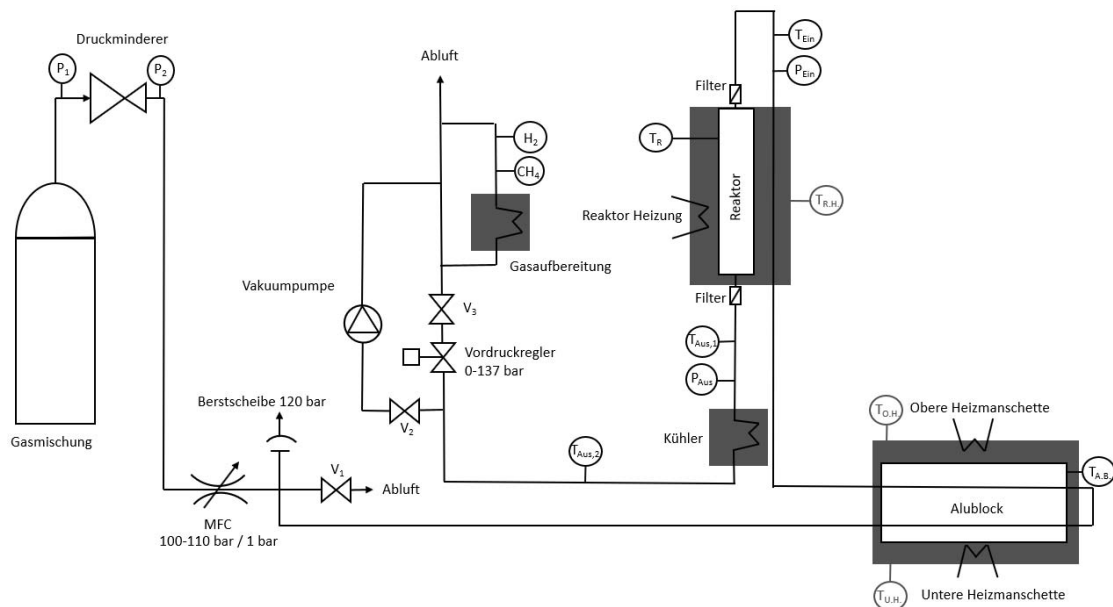 Druckminderer
P1
P2
Gasmischung
Abluft
H2
CH4
Gasaufbereitung
Vakuumpumpe
V3
Vordruckregler
0-137 bar
V2
Berstscheibe 120 bar
V1
Abluft
MFC
100-110 bar / 1 bar
TAus,2
Kühler
PAus
TAus,1
Filter
Reaktor Heizung
Reaktor
TR
TR.H.
Filter
TEin
PEin
TO.H.
Obere Heizmanschette
TA.B.
Alublock
TU.H.
Untere Heizmanschette